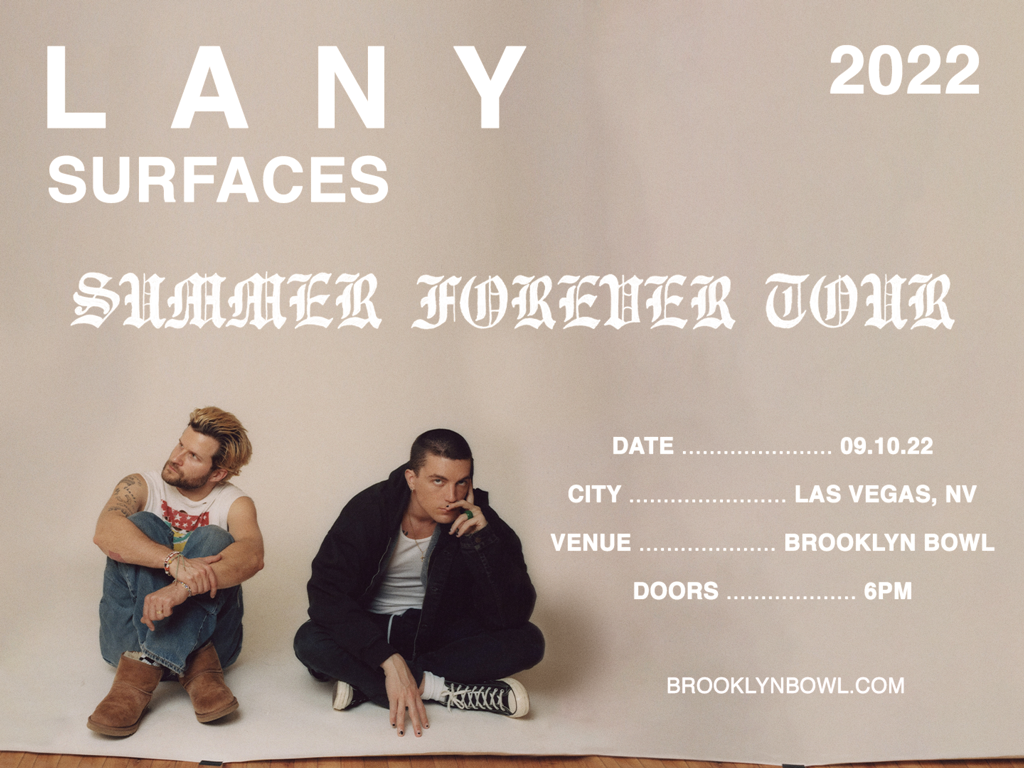 LANY
2022
SURFACES
SUMMER FOREVER TOUR
DATE ...................... 09.10.22
CITY ....................... LAS VEGAS, NV
VENUE .................... BROOKLYN BOWL
DOORS ................... 6PM
BROOKLYNBOWL.COM